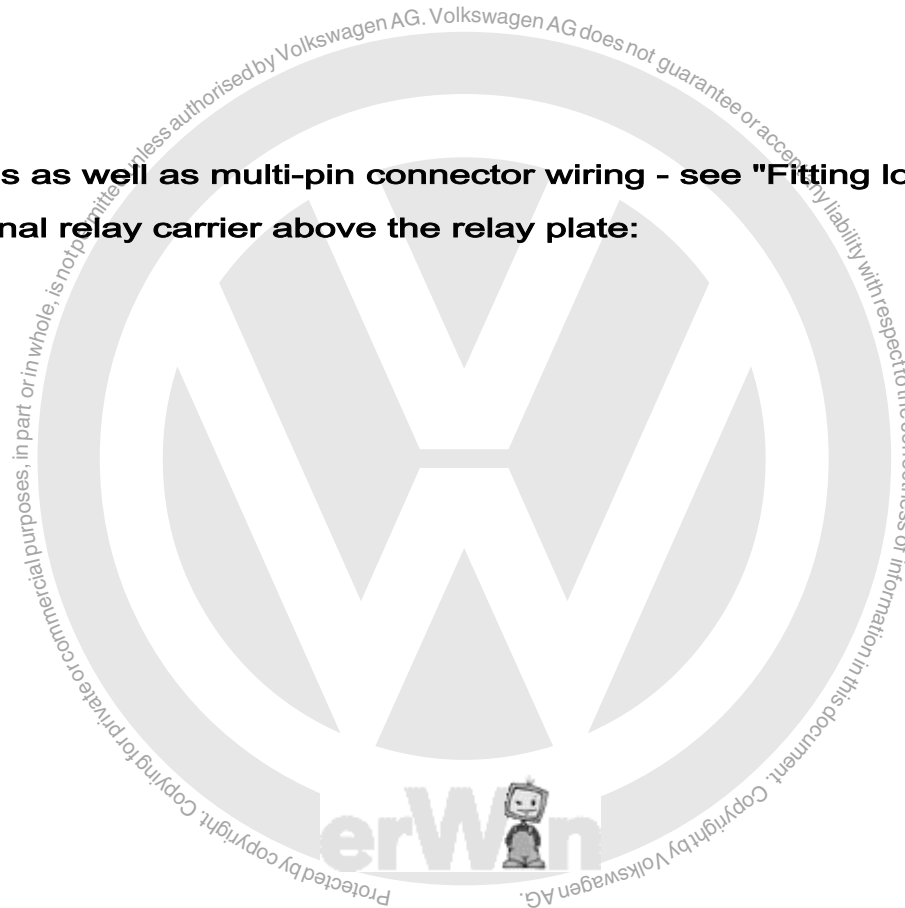 s as well as multi-pin connector wiring - see "Fitting lo
nal relay carrier above the relay plate:
Protected by copyright. Copying for private or commercial purposes, in part or in whole, is not permitted unless authorised by Volkswagen AG. Volkswagen AG does not guarantee or accept any liability with respect to the correctness of information in this document. Copyright by Volkswagen AG.
erWin